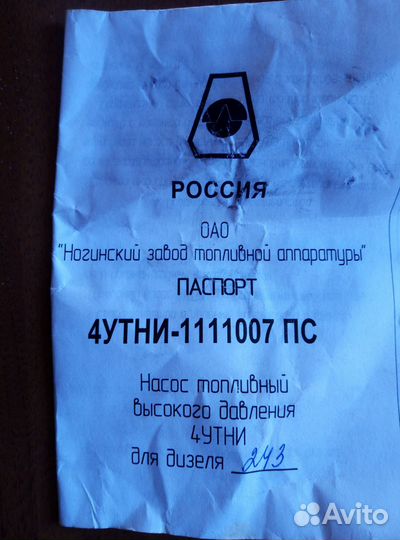 РОССИЯ
ОАО
"Ногинский завод топливной аппаратуры"
ПАСПОРТ
4УТНИ-1111007 ПС
Насос топливный
высокого давления
4УТНИ
для дизеля 243
Avito